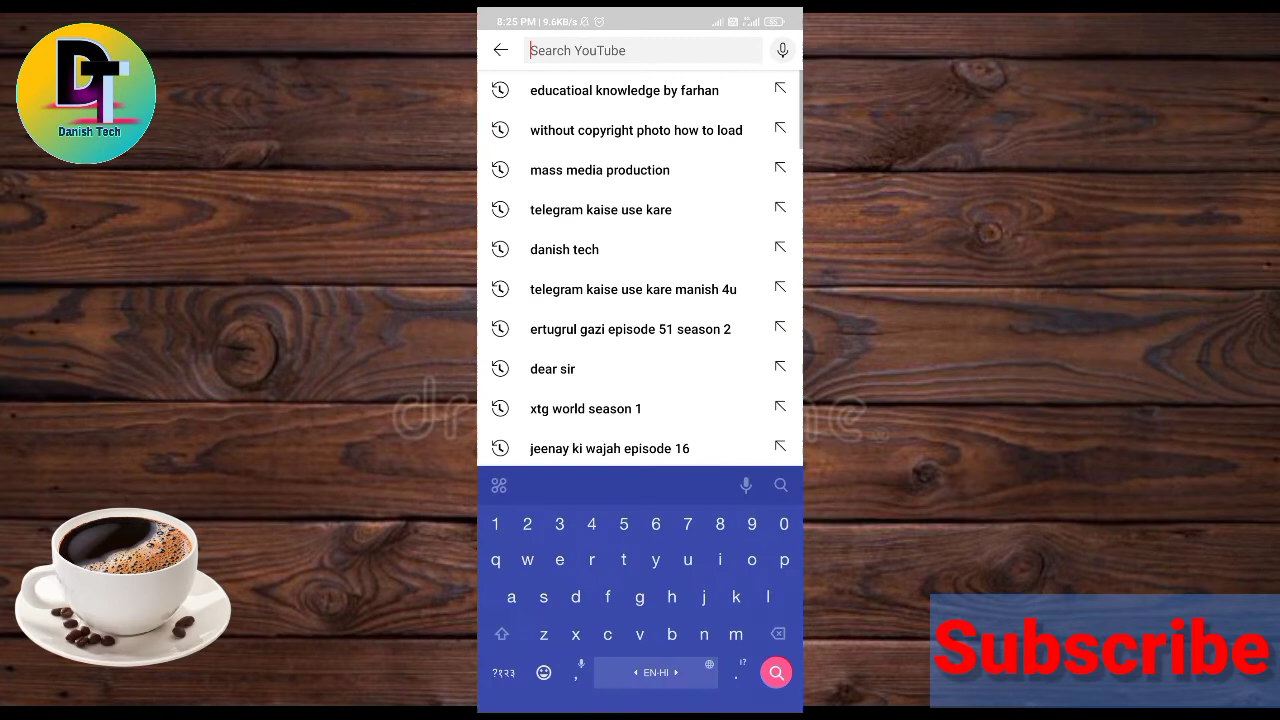 DT
Danish Tech
8:25 PM | 9.6KB/s
Search YouTube
educatioal knowledge by farhan
without copyright photo how to load
mass media production
telegram kaise use kare
danish tech
telegram kaise use kare manish 4u
ertugrul gazi episode 51 season 2
dear sir
xtg world season 1
jeenay ki wajah episode 16
1 2 3 4 5 6 7 8 9 0
q w e r t y u i o p
a s d f g h j k l
z x c v b n m
?१२३ , EN-HI . !?
Subscribe